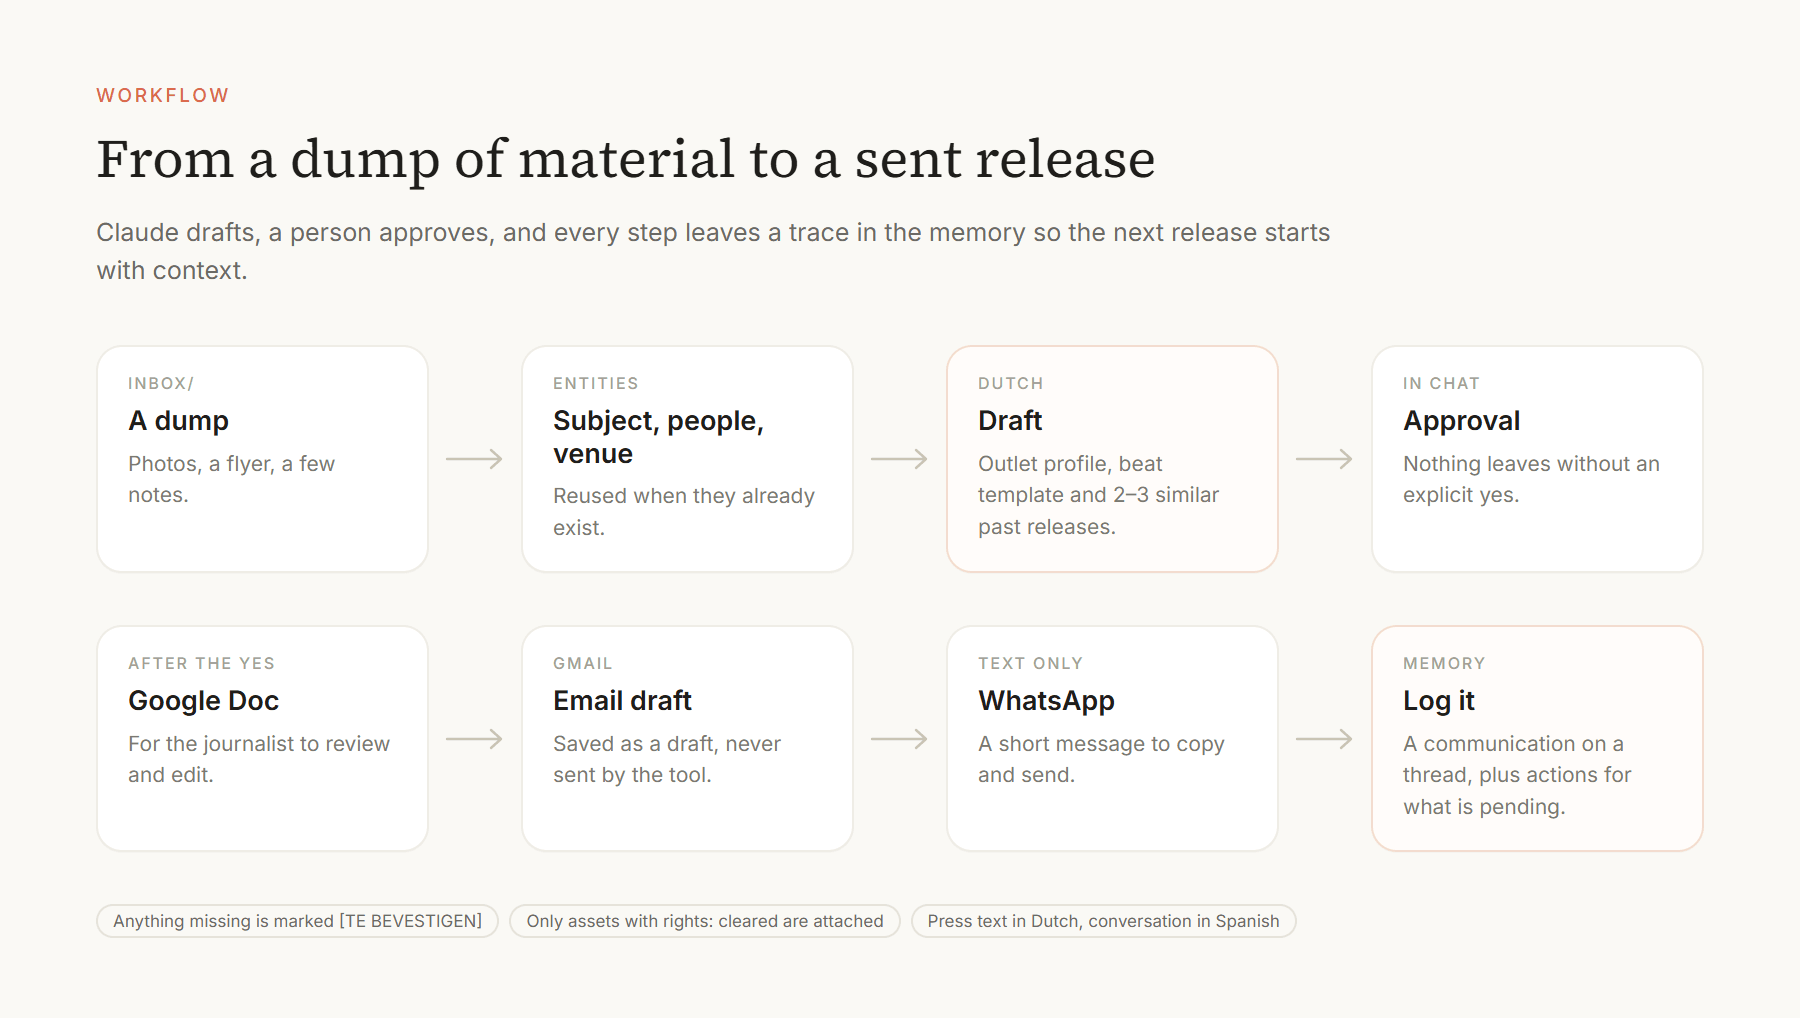 WORKFLOW
From a dump of material to a sent release
Claude drafts, a person approves, and every step leaves a trace in the memory so the next release starts
with context.
INBOX/
A dump
Photos, a flyer, a few
notes.
ENTITIES
Subject, people,
venue
Reused when they already
exist.
DUTCH
Draft
Outlet profile, beat
template and 2–3 similar
past releases.
IN CHAT
Approval
Nothing leaves without an
explicit yes.
AFTER THE YES
Google Doc
For the journalist to review
and edit.
GMAIL
Email draft
Saved as a draft, never
sent by the tool.
TEXT ONLY
WhatsApp
A short message to copy
and send.
MEMORY
Log it
A communication on a
thread, plus actions for
what is pending.
Anything missing is marked [TE BEVESTIGEN]
Only assets with rights: cleared are attached
Press text in Dutch, conversation in Spanish